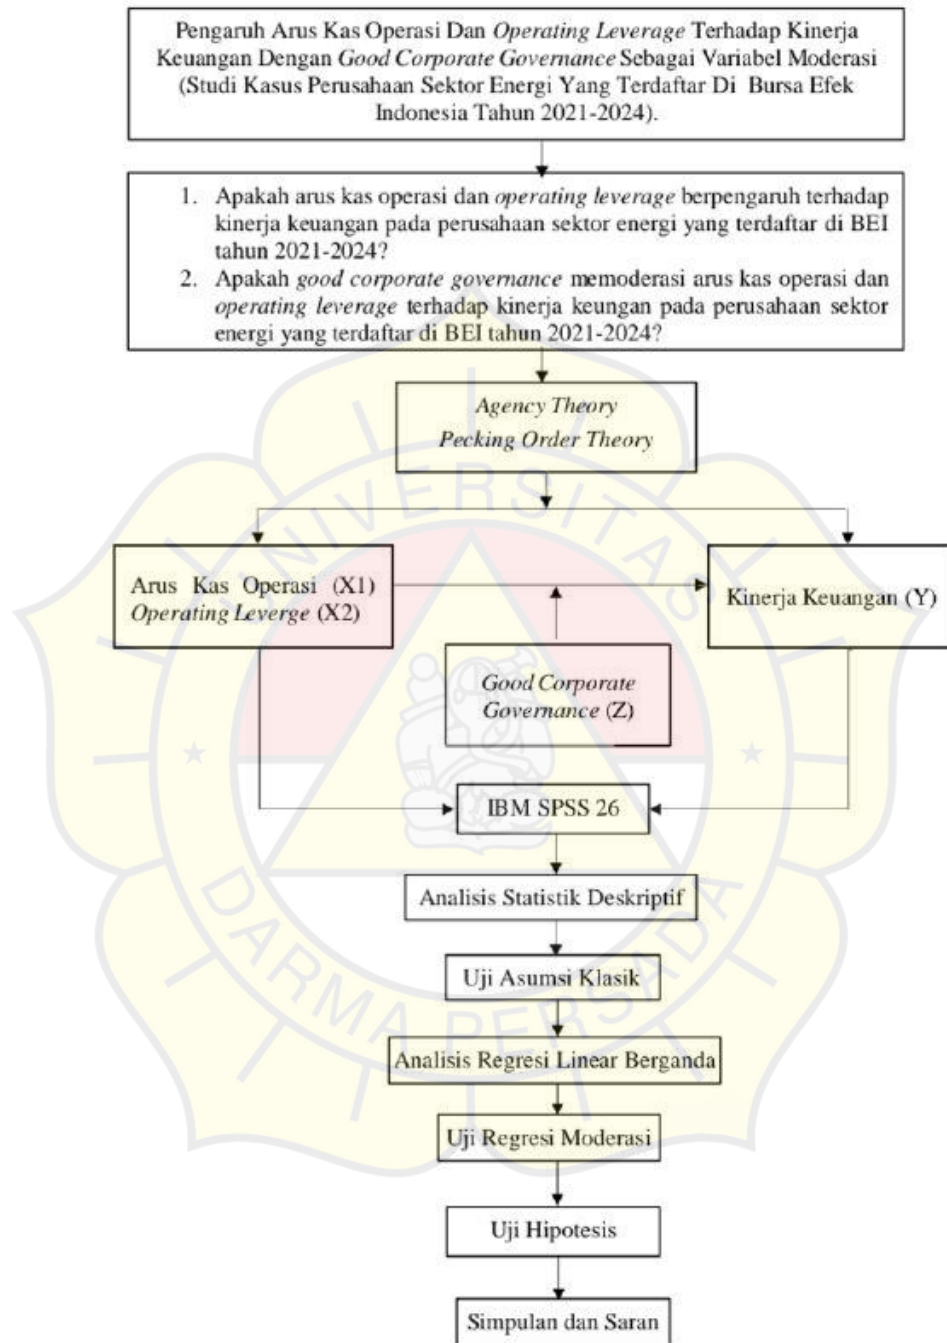 Pengaruh Arus Kas Operasi Dan Operating Leverage Terhadap Kinerja
Keuangan Dengan Good Corporate Governance Sebagai Variabel Moderasi
(Studi Kasus Perusahaan Sektor Energi Yang Terdaftar Di Bursa Efek
Indonesia Tahun 2021-2024).
1. Apakah arus kas operasi dan operating leverage berpengaruh terhadap
kinerja keuangan pada perusahaan sektor energi yang terdaftar di BEI
tahun 2021-2024?
2. Apakah good corporate governance memoderasi arus kas operasi dan
operating leverage terhadap kinerja keungan pada perusahaan sektor
energi yang terdaftar di BEI tahun 2021-2024?
Agency Theory
Pecking Order Theory
Arus Kas Operasi (X1)
Operating Leverge (X2)
Kinerja Keuangan (Y)
Good Corporate
Governance (Z)
IBM SPSS 26
Analisis Statistik Deskriptif
Uji Asumsi Klasik
Analisis Regresi Linear Berganda
Uji Regresi Moderasi
Uji Hipotesis
Simpulan dan Saran
UNIVERSITAS
DARMA PERSADA